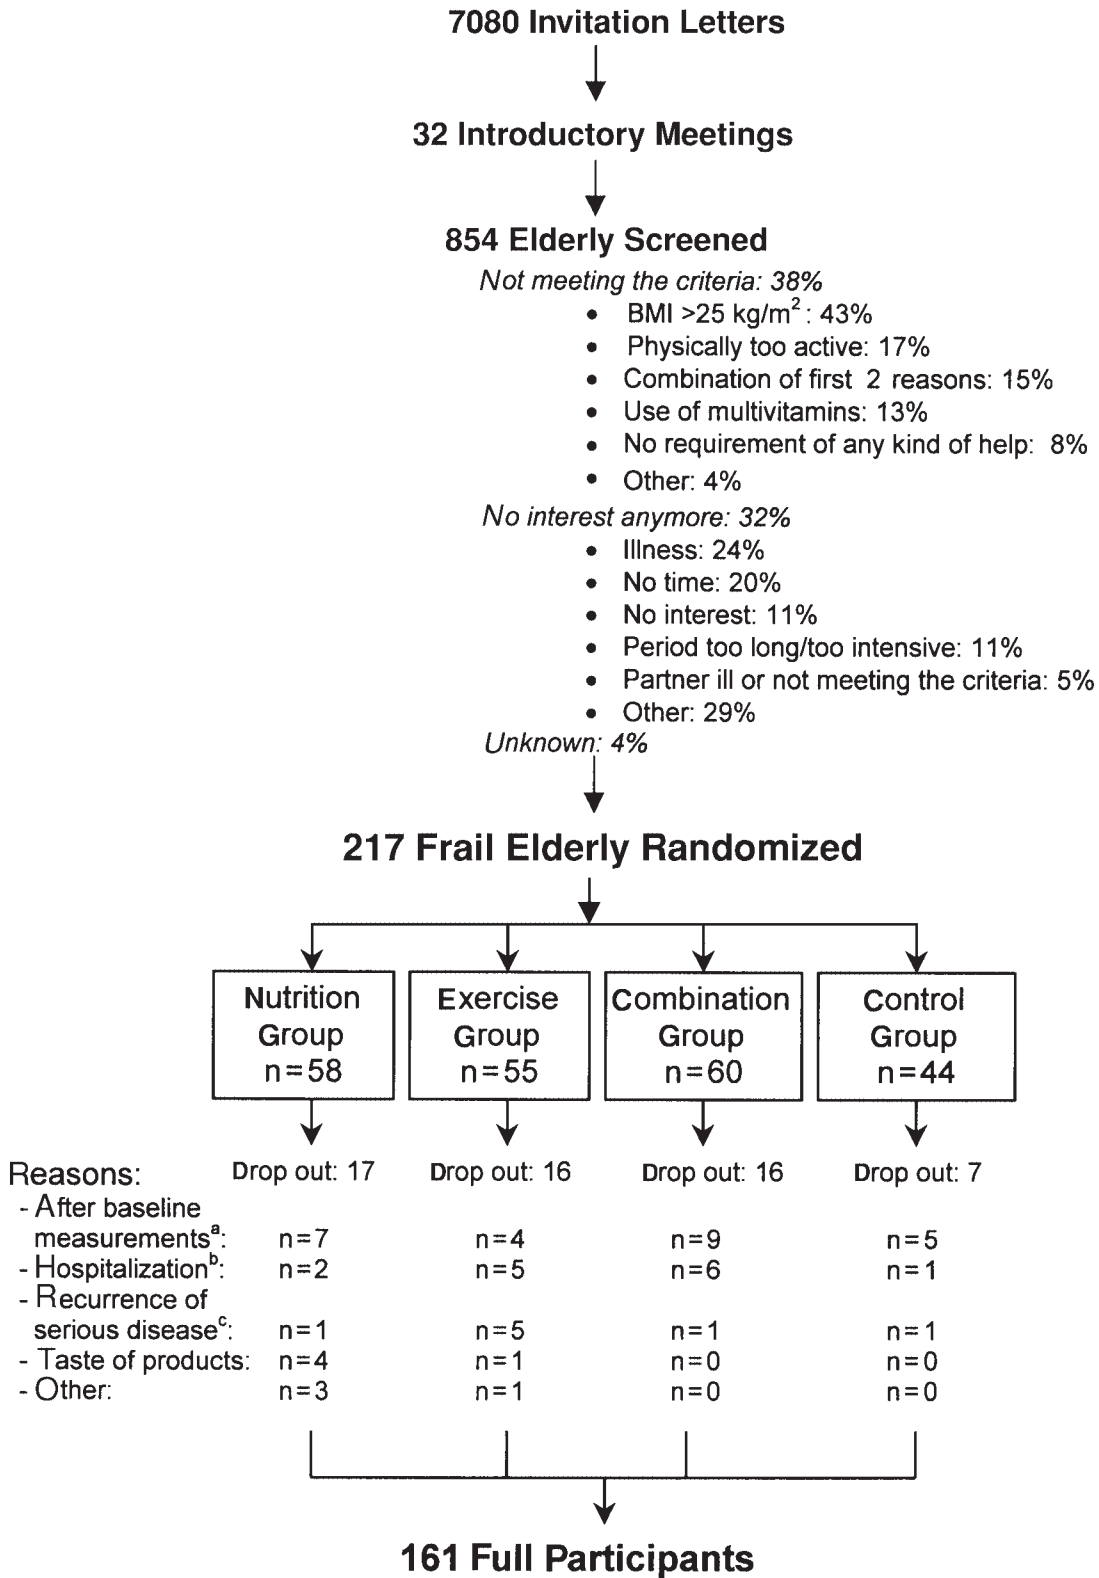 7080 Invitation Letters
32 Introductory Meetings
854 Elderly Screened
Not meeting the criteria: 38%
• BMI >25 kg/m²: 43%
• Physically too active: 17%
• Combination of first 2 reasons: 15%
• Use of multivitamins: 13%
• No requirement of any kind of help: 8%
• Other: 4%
No interest anymore: 32%
• Illness: 24%
• No time: 20%
• No interest: 11%
• Period too long/too intensive: 11%
• Partner ill or not meeting the criteria: 5%
• Other: 29%
Unknown: 4%
217 Frail Elderly Randomized
Nutrition Exercise Combination Control
Group Group Group Group
n=58 n=55 n=60 n=44
Reasons: Drop out: 17 Drop out: 16 Drop out: 16 Drop out: 7
- After baseline
measurementsᵃ: n=7 n=4 n=9 n=5
- Hospitalizationᵇ: n=2 n=5 n=6 n=1
- Recurrence of
serious diseaseᶜ: n=1 n=5 n=1 n=1
- Taste of products: n=4 n=1 n=0 n=0
- Other: n=3 n=1 n=0 n=0
161 Full Participants